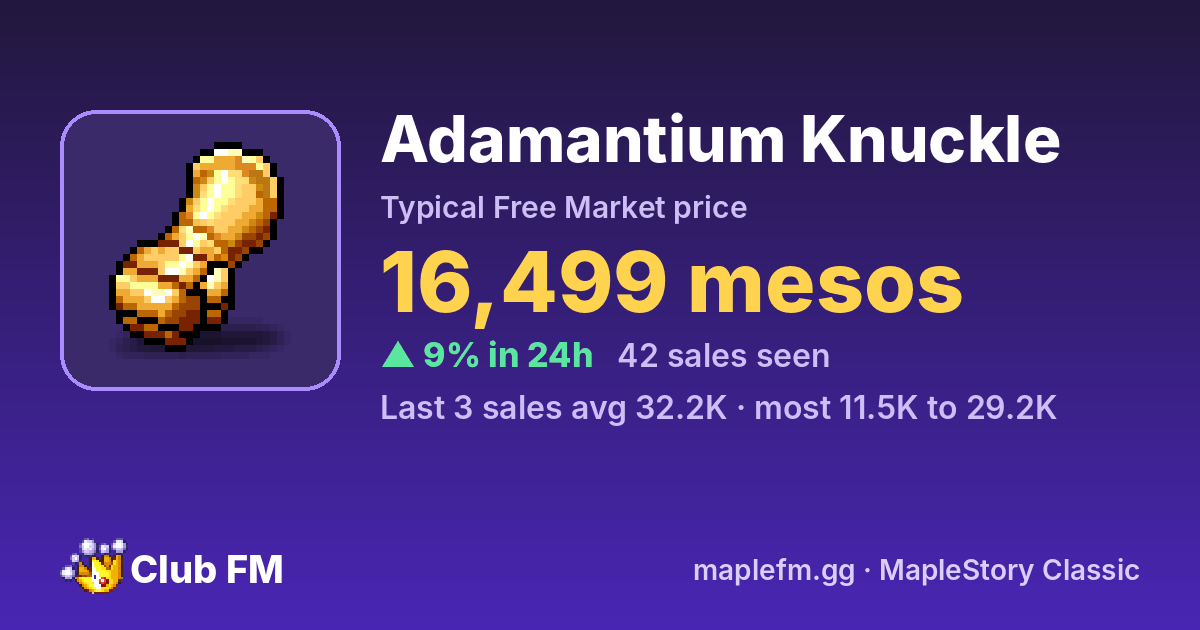 Adamantium Knuckle
Typical Free Market price
16,499 mesos
▲ 9% in 24h 42 sales seen
Last 3 sales avg 32.2K · most 11.5K to 29.2K
Club FM
maplefm.gg · MapleStory Classic